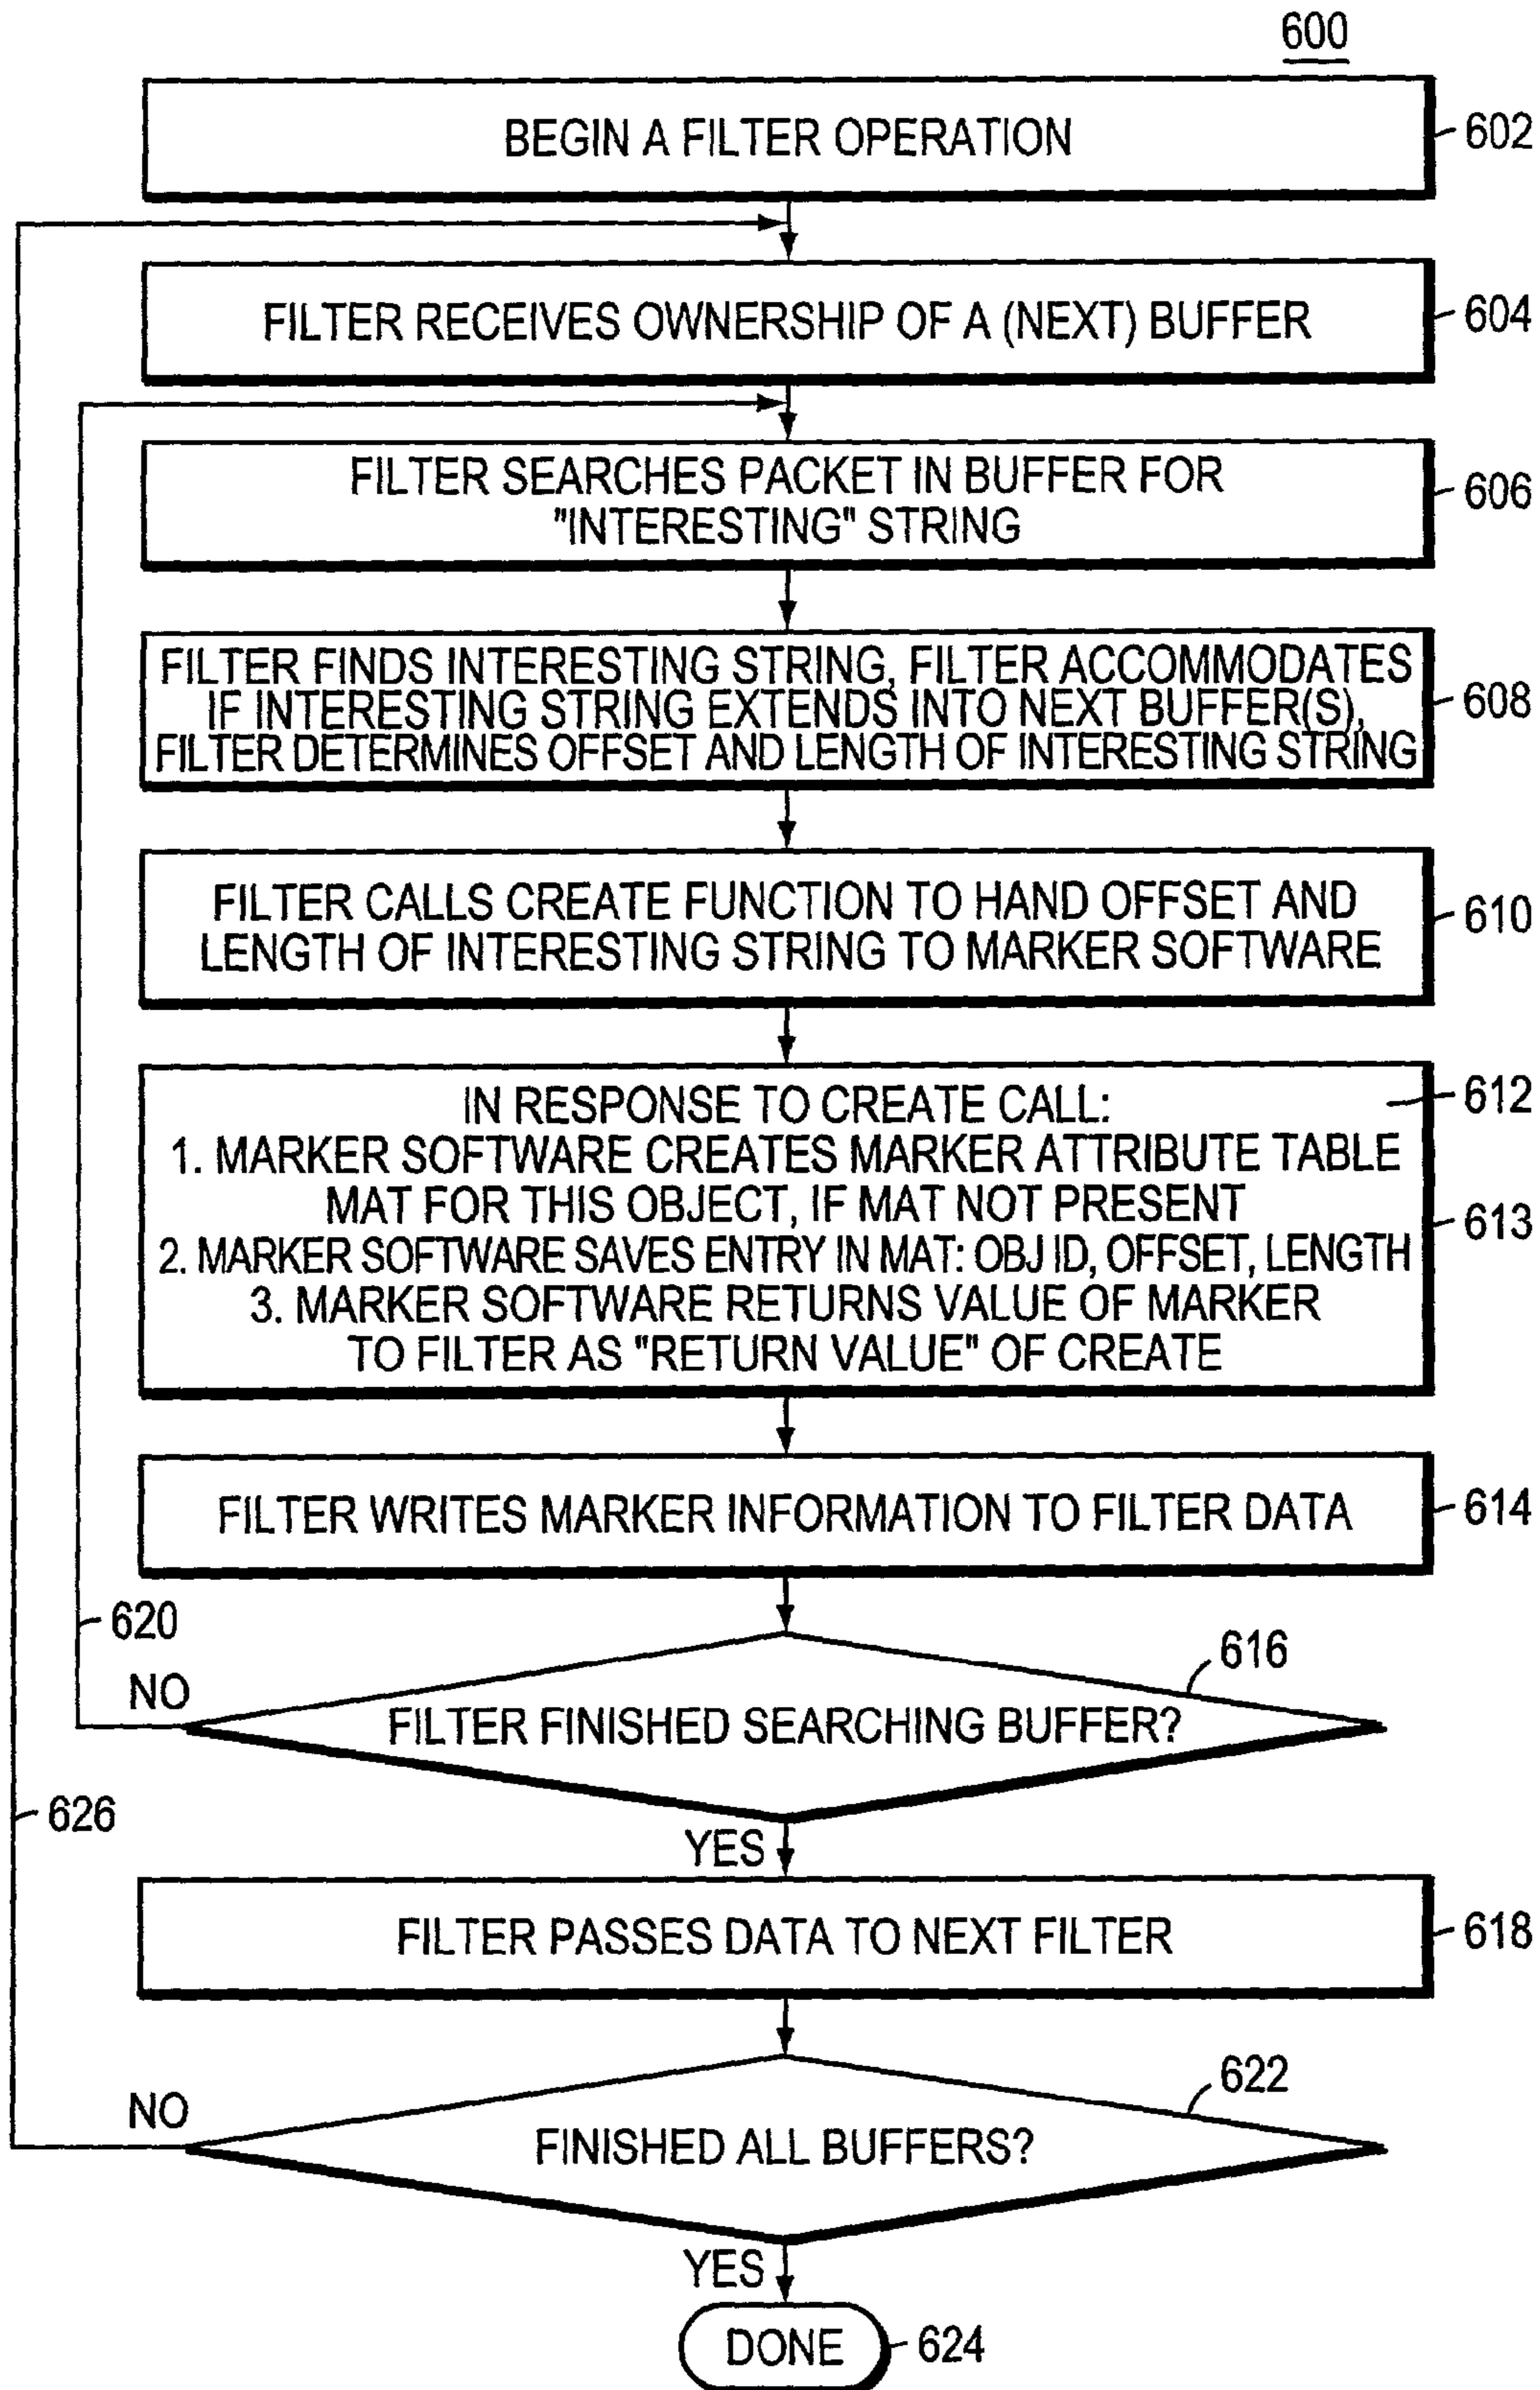 600
BEGIN A FILTER OPERATION
602
FILTER RECEIVES OWNERSHIP OF A (NEXT) BUFFER
604
FILTER SEARCHES PACKET IN BUFFER FOR
"INTERESTING" STRING
606
FILTER FINDS INTERESTING STRING, FILTER ACCOMMODATES
IF INTERESTING STRING EXTENDS INTO NEXT BUFFER(S),
FILTER DETERMINES OFFSET AND LENGTH OF INTERESTING STRING
608
FILTER CALLS CREATE FUNCTION TO HAND OFFSET AND
LENGTH OF INTERESTING STRING TO MARKER SOFTWARE
610
IN RESPONSE TO CREATE CALL:
612
1. MARKER SOFTWARE CREATES MARKER ATTRIBUTE TABLE
MAT FOR THIS OBJECT, IF MAT NOT PRESENT
613
2. MARKER SOFTWARE SAVES ENTRY IN MAT: OBJ ID, OFFSET, LENGTH
3. MARKER SOFTWARE RETURNS VALUE OF MARKER
TO FILTER AS "RETURN VALUE" OF CREATE
FILTER WRITES MARKER INFORMATION TO FILTER DATA
614
620
616
NO
FILTER FINISHED SEARCHING BUFFER?
626
YES
FILTER PASSES DATA TO NEXT FILTER
618
622
NO
FINISHED ALL BUFFERS?
YES
DONE
624